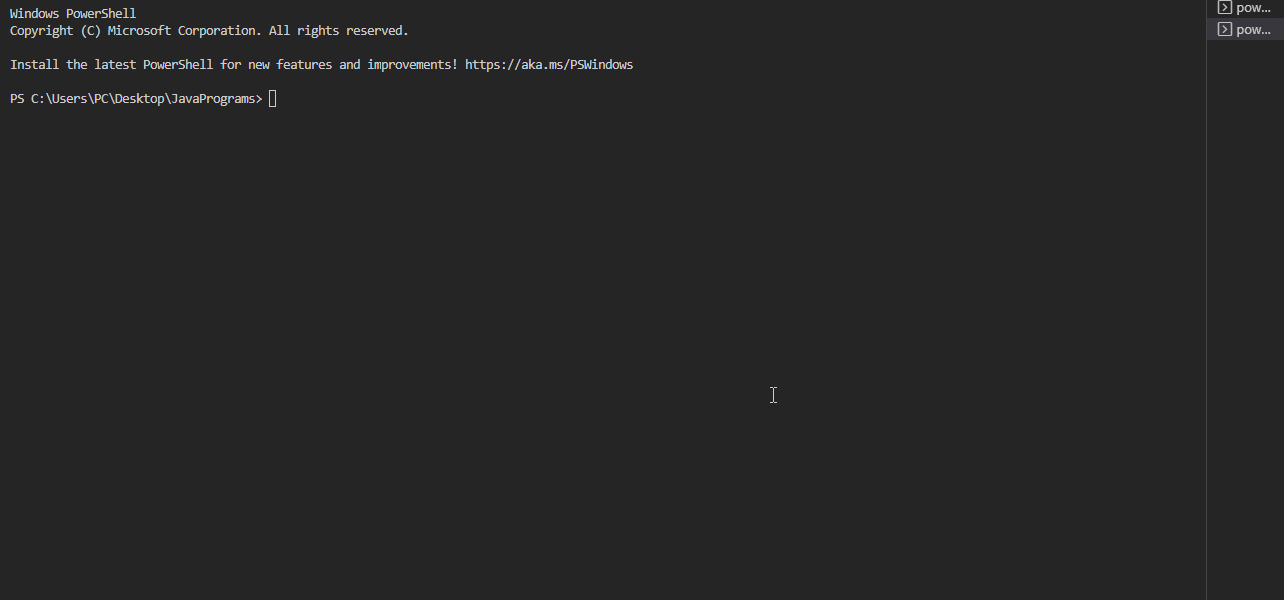 Windows PowerShell
Copyright (C) Microsoft Corporation. All rights reserved.
Install the latest PowerShell for new features and improvements! https://aka.ms/PSWindows
PS C:\Users\PC\Desktop\JavaPrograms>
pow...
pow...